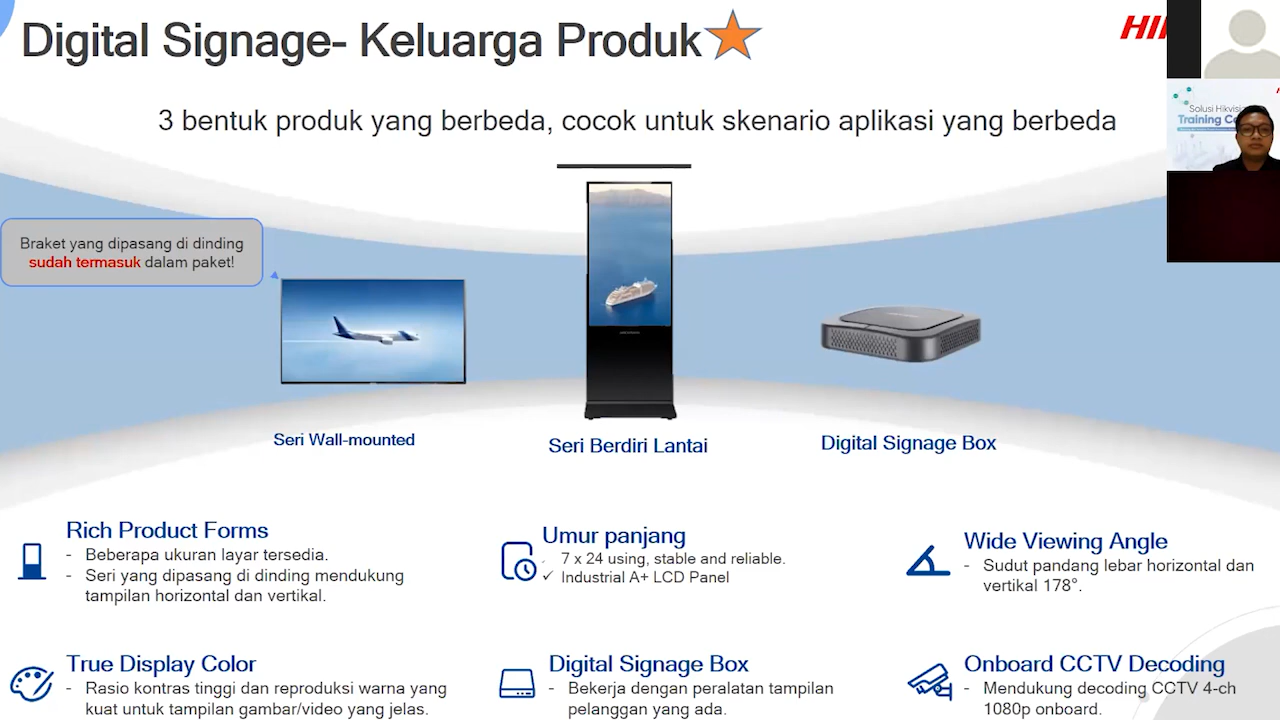 Digital Signage- Keluarga Produk
3 bentuk produk yang berbeda, cocok untuk skenario aplikasi yang berbeda
Solusi
Training
Braket yang dipasang di dinding
sudah termasuk dalam paket!
Seri Wall-mounted
Seri Berdiri Lantai
Digital Signage Box
Rich Product Forms
- Beberapa ukuran layar tersedia.
- Seri yang dipasang di dinding mendukung
tampilan horizontal dan vertikal.
Umur panjang
7 x 24 using, stable and reliable.
✓ Industrial A+ LCD Panel
Wide Viewing Angle
- Sudut pandang lebar horizontal dan
vertikal 178°.
True Display Color
- Rasio kontras tinggi dan reproduksi warna yang
kuat untuk tampilan gambar/video yang jelas.
Digital Signage Box
- Bekerja dengan peralatan tampilan
pelanggan yang ada.
Onboard CCTV Decoding
- Mendukung decoding CCTV 4-ch
1080p onboard.